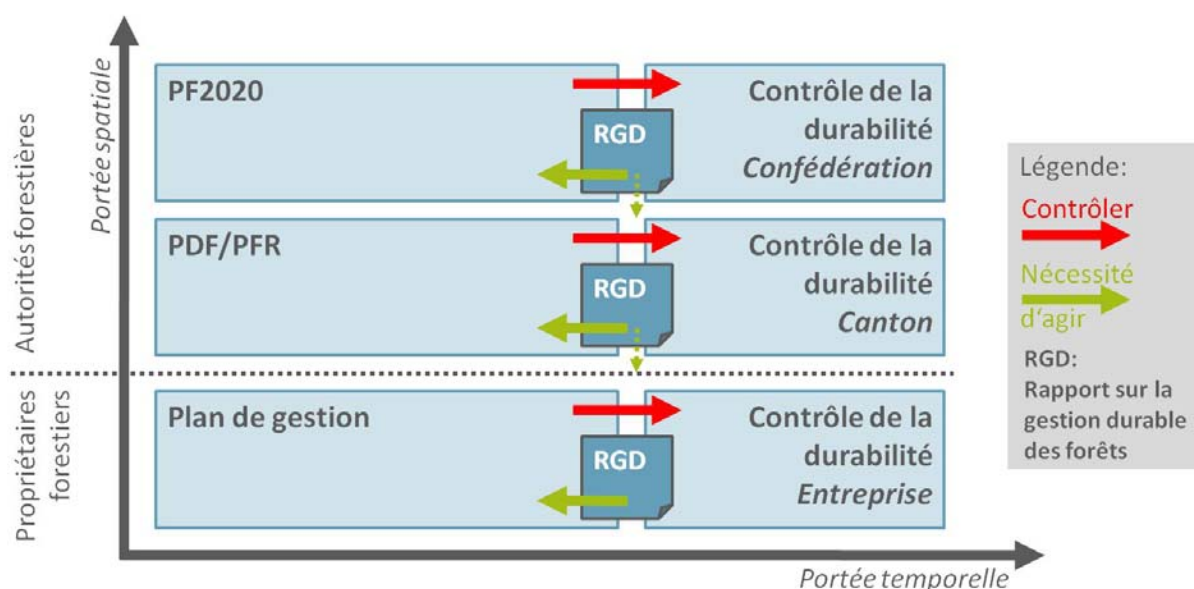 Autorités forestières
Propriétaires
forestiers
Portée spatiale
PF2020
RGD
Contrôle de la
durabilité
Confédération
PDF/PFR
RGD
Contrôle de la
durabilité
Canton
Plan de gestion
RGD
Contrôle de la
durabilité
Entreprise
Portée temporelle
Légende:
Contrôler
Nécessité
d‘agir
RGD:
Rapport sur la
gestion durable
des forêts